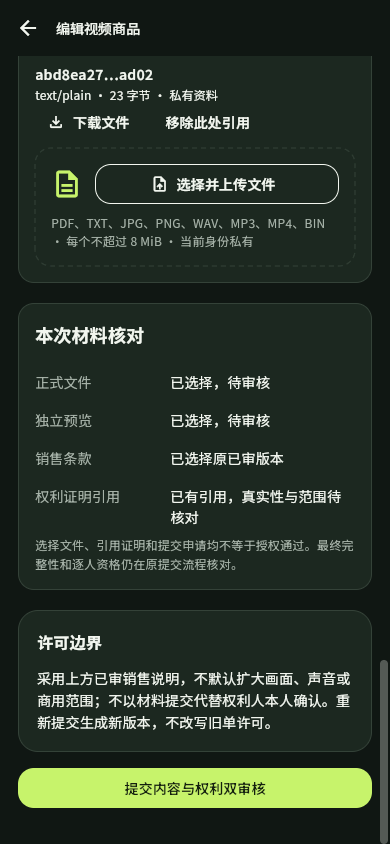 编辑视频商品
abd8ea27...ad02
text/plain · 23 字节 · 私有资料
下载文件 移除此处引用
选择并上传文件
PDF、TXT、JPG、PNG、WAV、MP3、MP4、BIN
· 每个不超过 8 MiB · 当前身份私有
本次材料核对
正式文件 已选择，待审核
独立预览 已选择，待审核
销售条款 已选择原已审版本
权利证明引用 已有引用，真实性与范围待
核对
选择文件、引用证明和提交申请均不等于授权通过。最终完
整性和逐人资格仍在原提交流程核对。
许可边界
采用上方已审销售说明，不默认扩大画面、声音或
商用范围；不以材料提交代替权利人本人确认。重
新提交生成新版本，不改写旧单许可。
提交内容与权利双审核